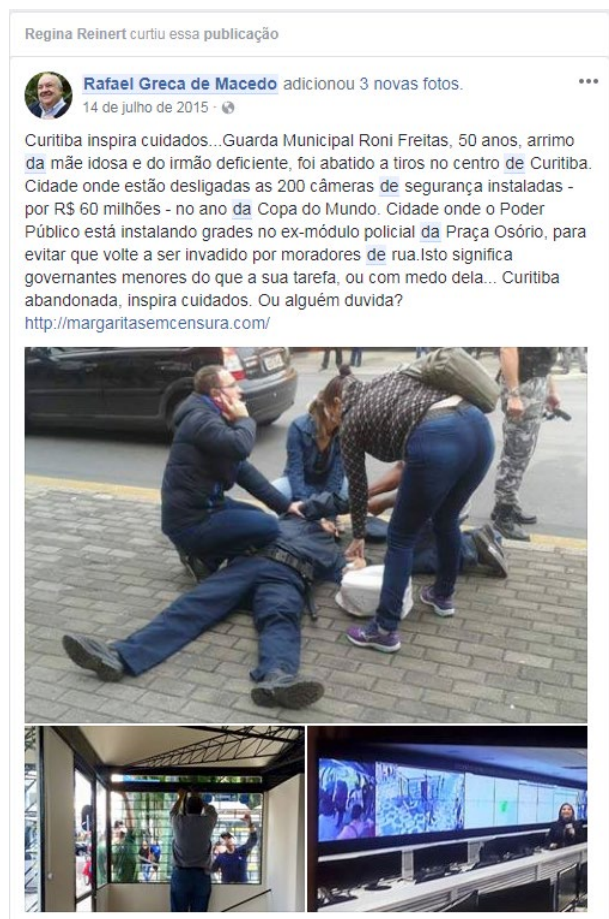 Regina Reinert curtiu essa publicação
Rafael Greca de Macedo adicionou 3 novas fotos.
14 de julho de 2015 ·
Curitiba inspira cuidados...Guarda Municipal Roni Freitas, 50 anos, arrimo
da mãe idosa e do irmão deficiente, foi abatido a tiros no centro de Curitiba.
Cidade onde estão desligadas as 200 câmeras de segurança instaladas -
por R$ 60 milhões - no ano da Copa do Mundo. Cidade onde o Poder
Público está instalando grades no ex-módulo policial da Praça Osório, para
evitar que volte a ser invadido por moradores de rua.Isto significa
governantes menores do que a sua tarefa, ou com medo dela... Curitiba
abandonada, inspira cuidados. Ou alguém duvida?
http://margaritasemcensura.com/